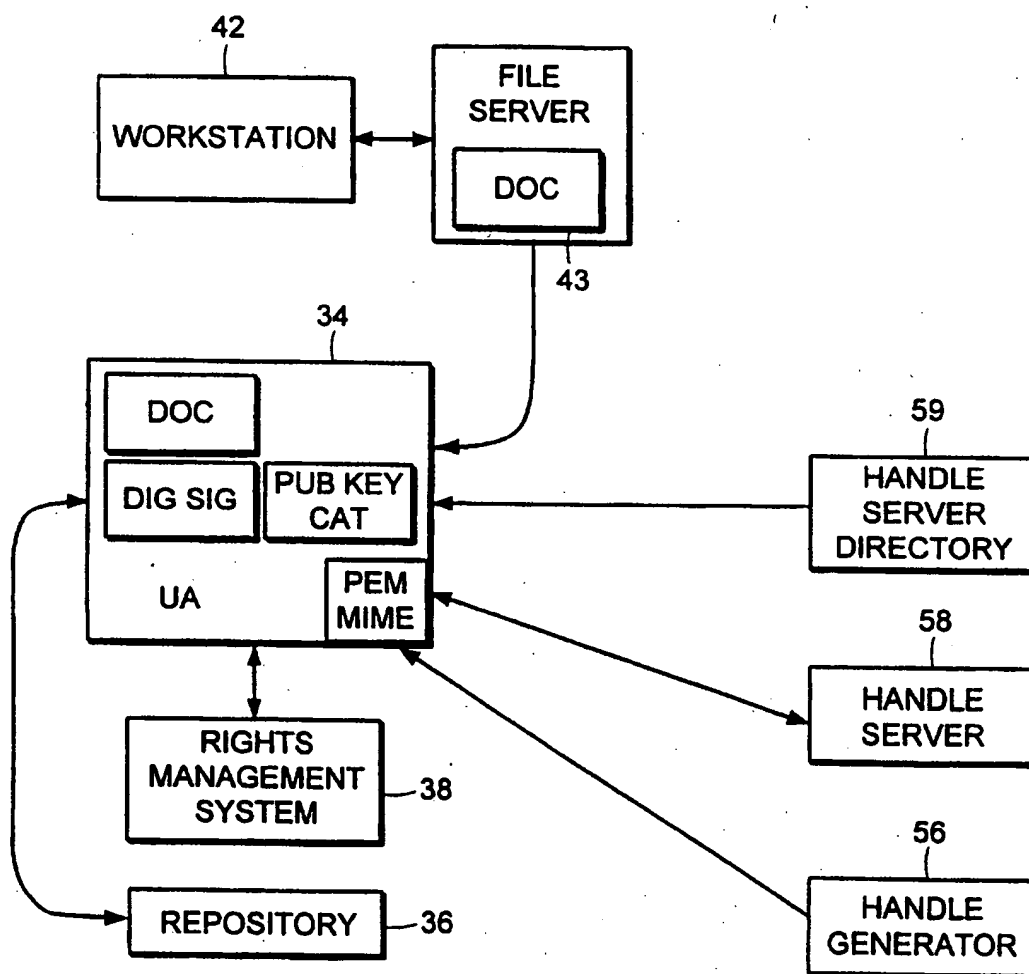 42
WORKSTATION
FILE
SERVER
DOC
43
34
DOC
DIG SIG
PUB KEY
CAT
UA
PEM
MIME
59
HANDLE
SERVER
DIRECTORY
58
HANDLE
SERVER
RIGHTS
MANAGEMENT
SYSTEM
38
56
HANDLE
GENERATOR
REPOSITORY
36